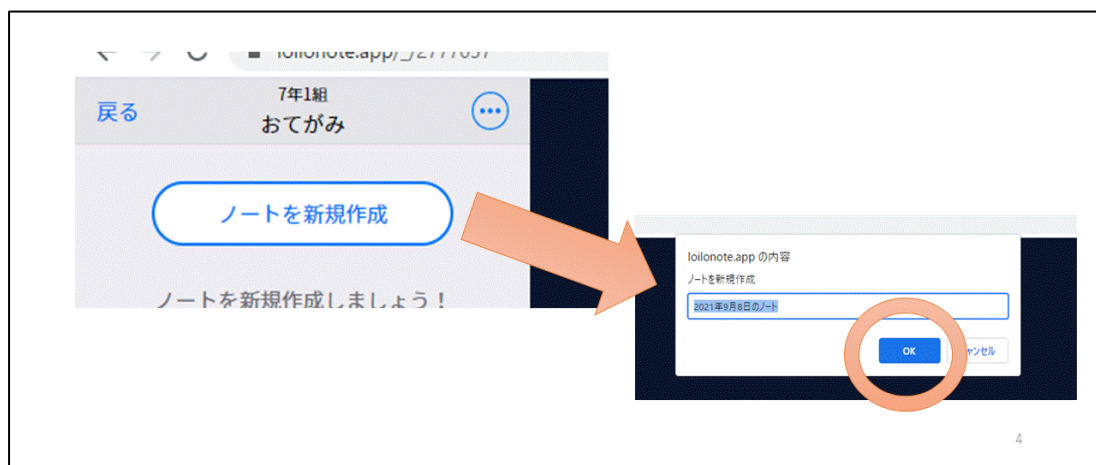 loilonote.app/_/2777637
戻る
7年1組
おてがみ
ノートを新規作成
ノートを新規作成しましょう!
loilonote.app の内容
ノートを新規作成
2021年9月8日のノート
OK
ャンセル
4